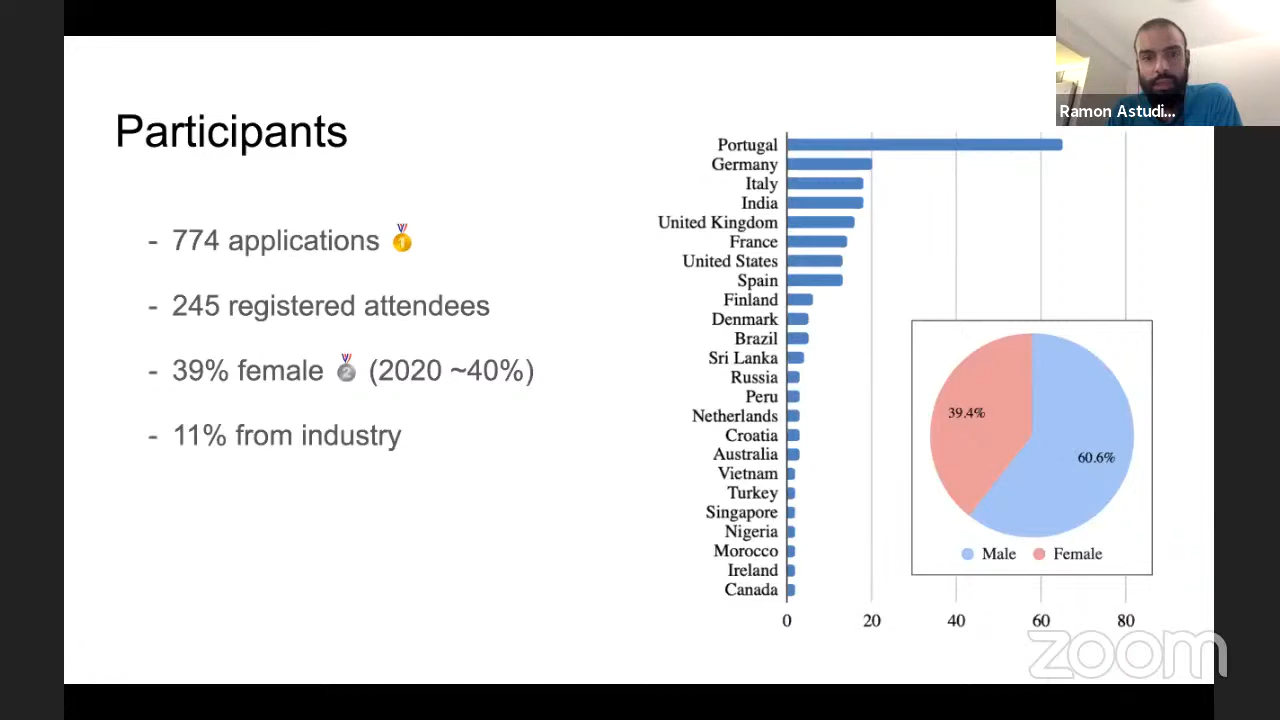 Ramon Astudi...
Participants
- 774 applications
- 245 registered attendees
- 39% female (2020 ~40%)
- 11% from industry
Portugal
Germany
Italy
India
United Kingdom
France
United States
Spain
Finland
Denmark
Brazil
Sri Lanka
Russia
Peru
Netherlands
Croatia
Australia
Vietnam
Turkey
Singapore
Nigeria
Morocco
Ireland
Canada
0 20 40 60 80
39.4%
60.6%
Male Female
zoom